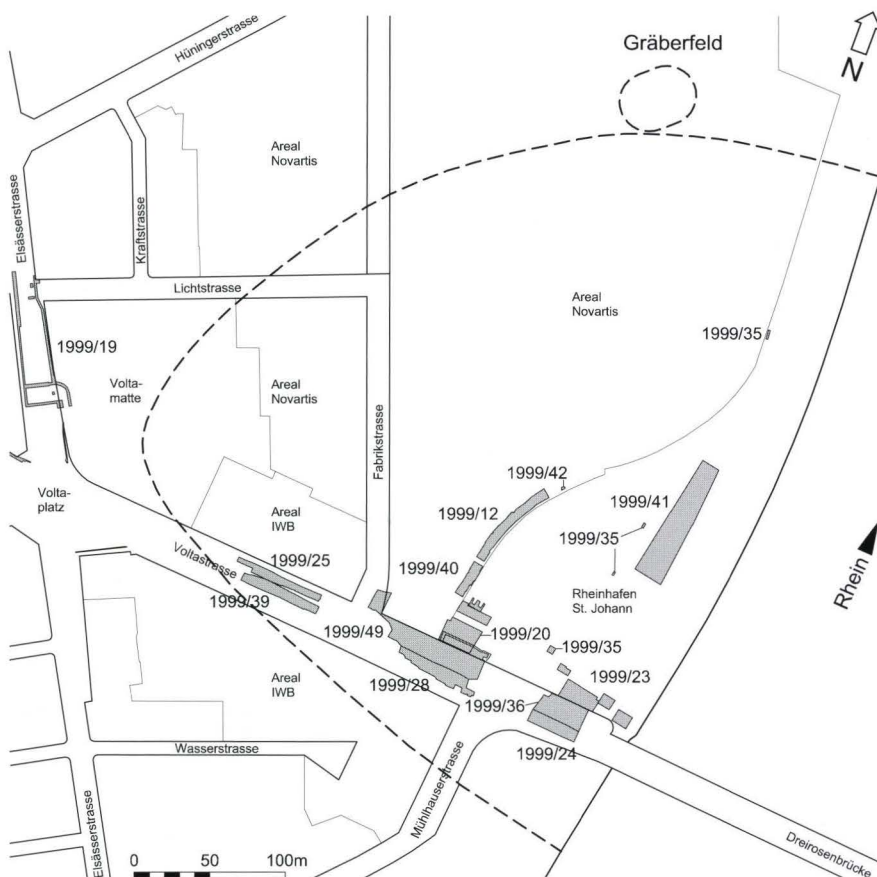 Hüningerstrasse
Gräberfeld
N
Areal
Novartis
Elsässerstrasse
Kraftstrasse
Lichtstrasse
Areal
Novartis
1999/35
1999/19
Volta-
matte
Areal
Novartis
Fabrikstrasse
Volta-
platz
1999/42
1999/12
1999/41
1999/35
Areal
IWB
Voltastrasse
1999/25
1999/39
1999/40
Rheinhafen
St. Johann
Rhein
1999/49
1999/20
1999/35
1999/23
1999/28
1999/36
Areal
IWB
1999/24
Wasserstrasse
Mühlhauserstrasse
Elsässerstrasse
Dreirosenbrücke
0 50 100m